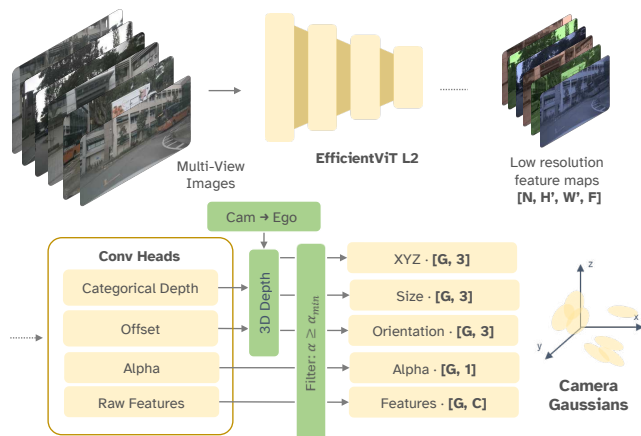 Multi-View
Images
EfficientViT L2
Low resolution
feature maps
[N, H', W', F]
Cam → Ego
Conv Heads
Categorical Depth
Offset
Alpha
Raw Features
3D Depth
Filter: α ≥ αmin
XYZ · [G, 3]
Size · [G, 3]
Orientation · [G, 3]
Alpha · [G, 1]
Features · [G, C]
z
x
y
Camera
Gaussians